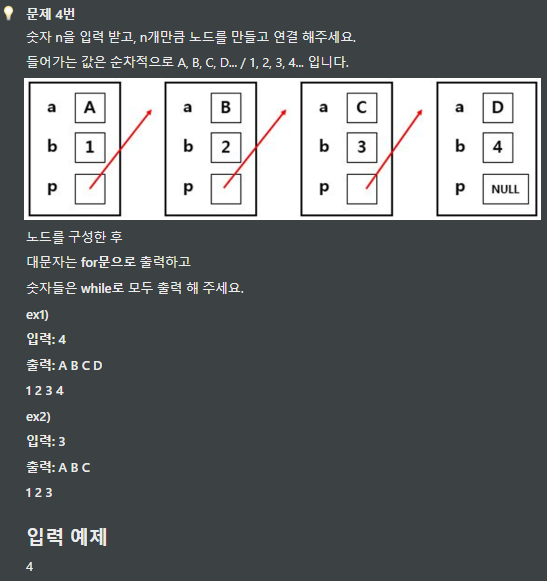 문제 4번
숫자 n을 입력 받고, n개만큼 노드를 만들고 연결 해주세요.
들어가는 값은 순차적으로 A, B, C, D... / 1, 2, 3, 4... 입니다.
a A a B a C a D
b 1 b 2 b 3 b 4
p p p p NULL
노드를 구성한 후
대문자는 for문으로 출력하고
숫자들은 while로 모두 출력 해 주세요.
ex1)
입력: 4
출력: A B C D
1 2 3 4
ex2)
입력: 3
출력: A B C
1 2 3
입력 예제
4